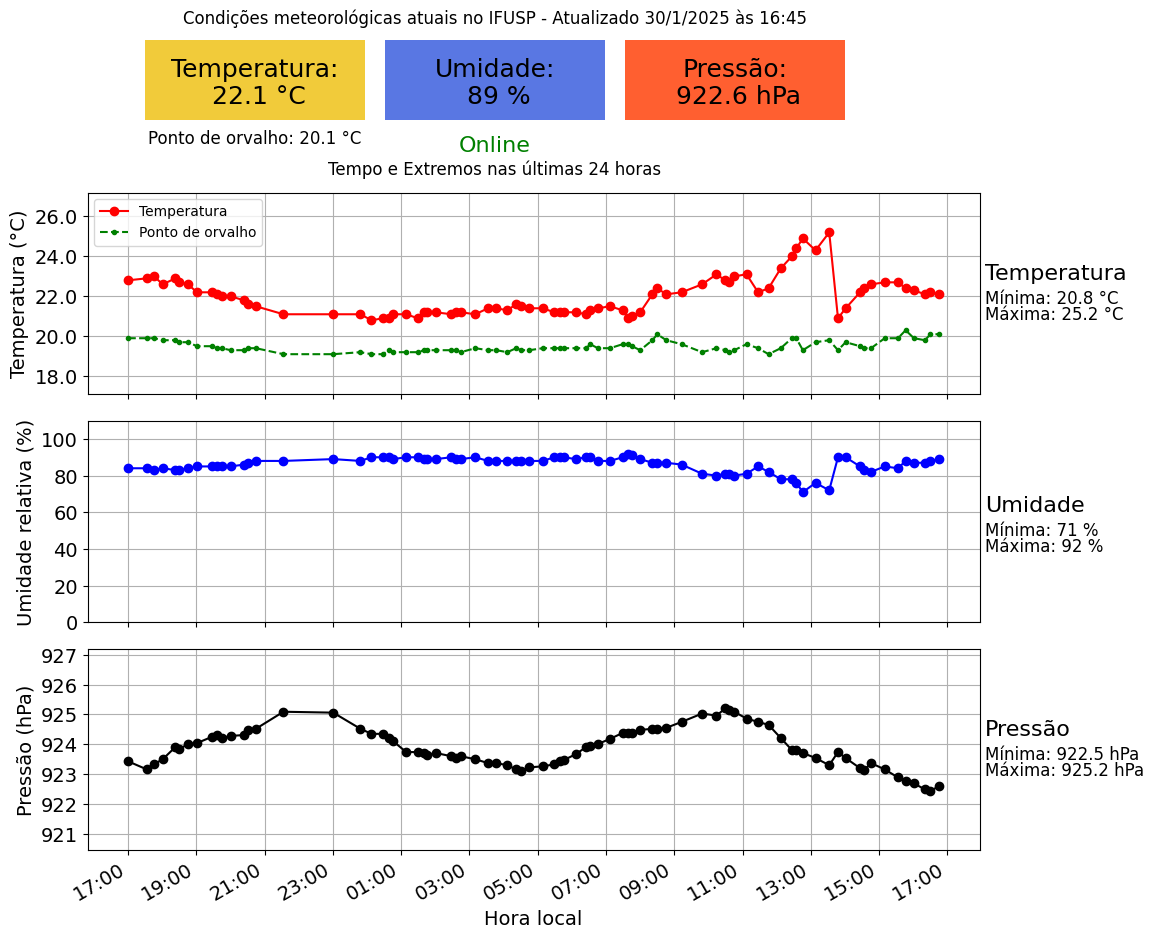 Condições meteorológicas atuais no IFUSP - Atualizado 30/1/2025 às 16:45
Temperatura:
22.1 °C
Umidade:
89 %
Pressão:
922.6 hPa
Ponto de orvalho: 20.1 °C
Online
Tempo e Extremos nas últimas 24 horas
Temperatura (°C)
26.0
24.0
22.0
20.0
18.0
Temperatura
Ponto de orvalho
Temperatura
Mínima: 20.8 °C
Máxima: 25.2 °C
Umidade relativa (%)
100
80
60
40
20
0
Umidade
Mínima: 71 %
Máxima: 92 %
Pressão (hPa)
927
926
925
924
923
922
921
Pressão
Mínima: 922.5 hPa
Máxima: 925.2 hPa
17:00
19:00
21:00
23:00
01:00
03:00
05:00
07:00
09:00
11:00
13:00
15:00
17:00
Hora local